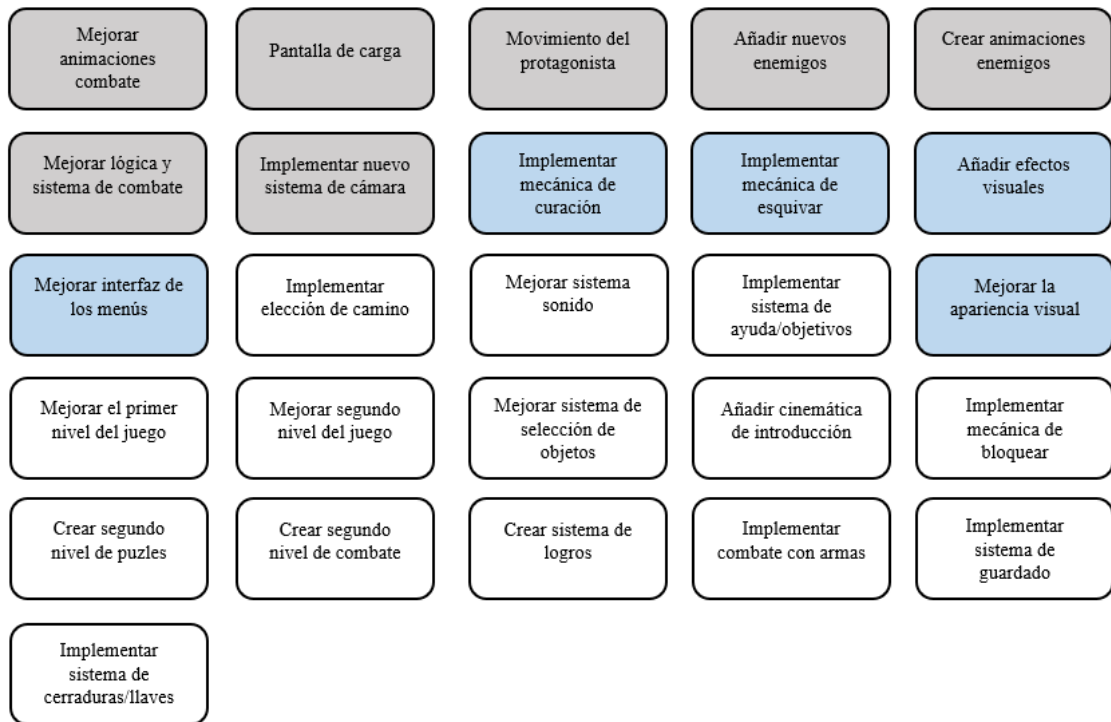 Mejorar
animaciones
combate
Pantalla de carga
Movimiento del
protagonista
Añadir nuevos
enemigos
Crear animaciones
enemigos
Mejorar lógica y
sistema de combate
Implementar nuevo
sistema de cámara
Implementar
mecánica de
curación
Implementar
mecánica de
esquivar
Añadir efectos
visuales
Mejorar interfaz de
los menús
Implementar
elección de camino
Mejorar sistema
sonido
Implementar
sistema de
ayuda/objetivos
Mejorar la
apariencia visual
Mejorar el primer
nivel del juego
Mejorar segundo
nivel del juego
Mejorar sistema de
selección de
objetos
Añadir cinemática
de introducción
Implementar
mecánica de
bloquear
Crear segundo
nivel de puzles
Crear segundo
nivel de combate
Crear sistema de
logros
Implementar
combate con armas
Implementar
sistema de
guardado
Implementar
sistema de
cerraduras/llaves